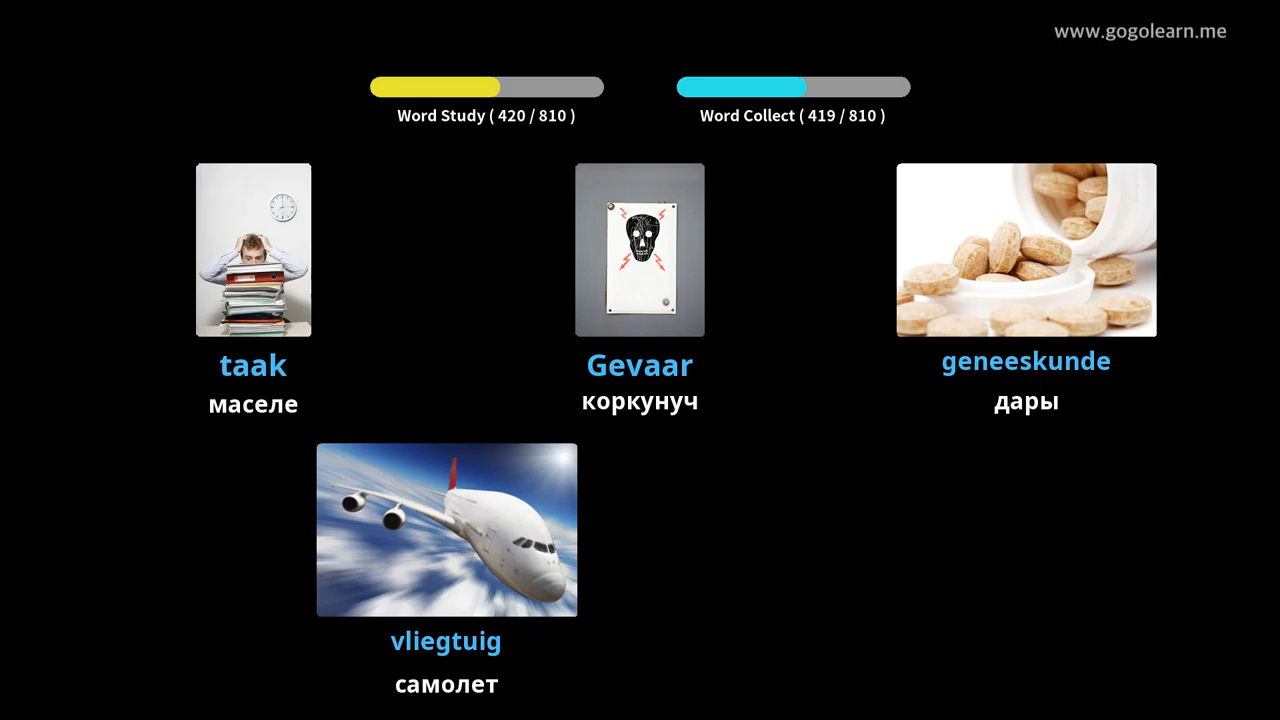 www.gogolearn.me
Word Study ( 420 / 810 )
Word Collect ( 419 / 810 )
taak
маселе
Gevaar
коркунуч
geneeskunde
дары
vliegtuig
самолет